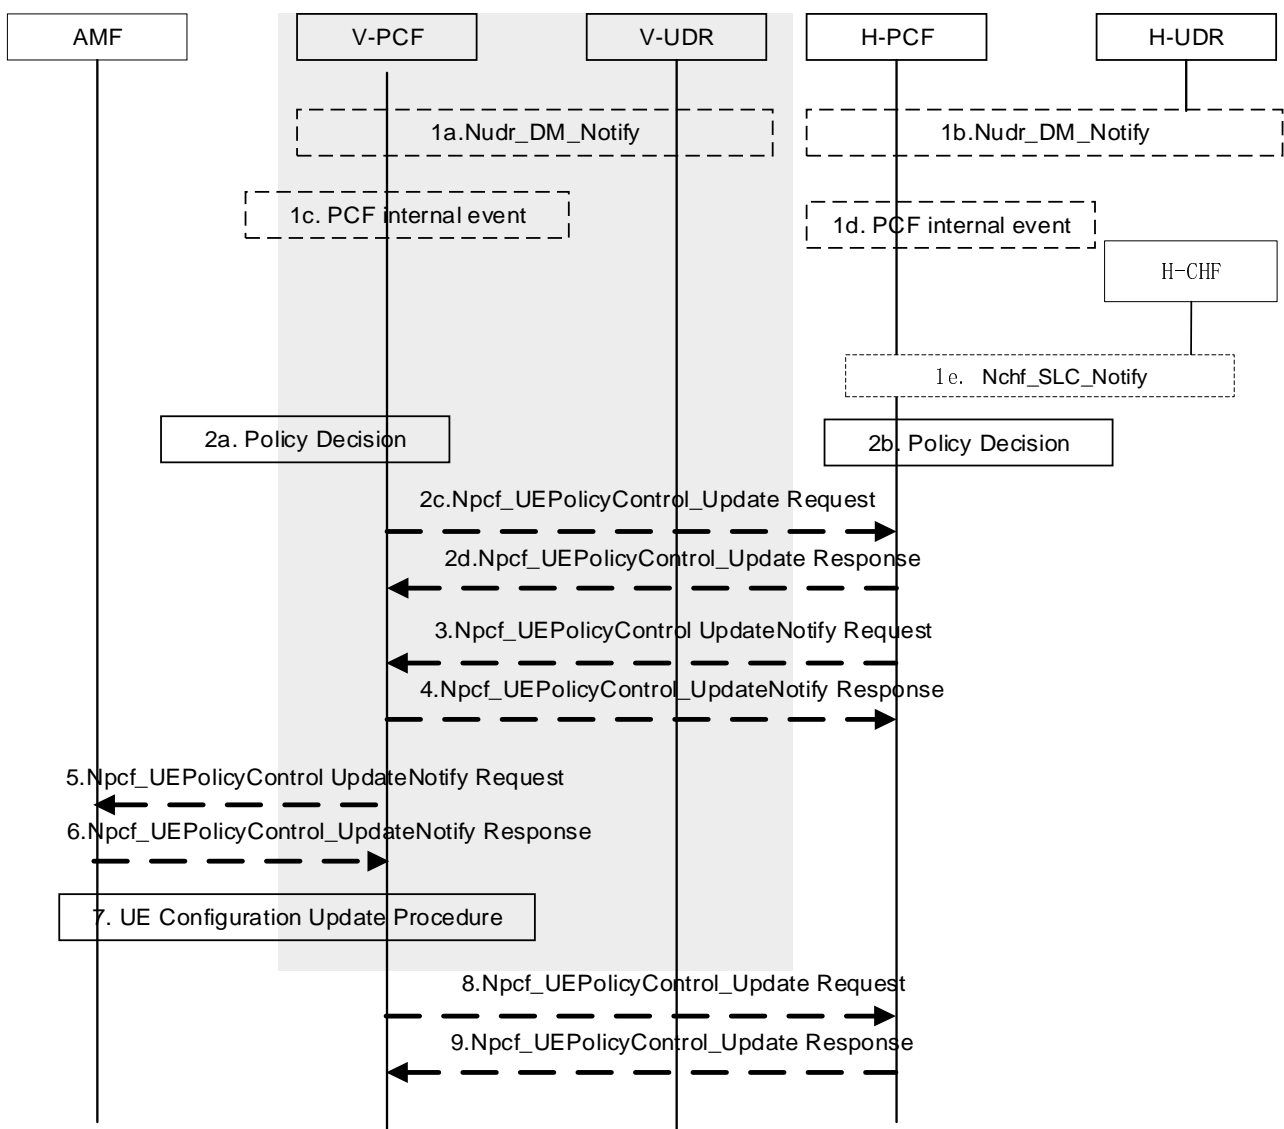 AMF
V-PCF
V-UDR
H-PCF
H-UDR
1a.Nudr_DM_Notify
1b.Nudr_DM_Notify
1c. PCF internal event
1d. PCF internal event
H-CHF
1e. Nchf_SLC_Notify
2a. Policy Decision
2b. Policy Decision
2c.Npcf_UEPolicyControl_Update Request
2d.Npcf_UEPolicyControl_Update Response
3.Npcf_UEPolicyControl UpdateNotify Request
4.Npcf_UEPolicyControl_UpdateNotify Response
5.Npcf_UEPolicyControl UpdateNotify Request
6.Npcf_UEPolicyControl_UpdateNotify Response
7. UE Configuration Update Procedure
8.Npcf_UEPolicyControl_Update Request
9.Npcf_UEPolicyControl_Update Response